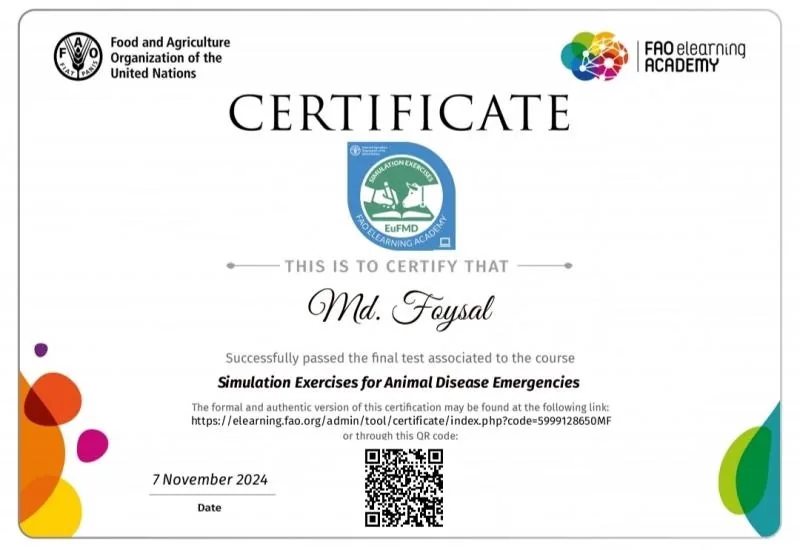 Food and Agriculture
Organization of the
United Nations
F A O
FIAT PANIS
FAO elearning
ACADEMY
CERTIFICATE
SIMULATION EXERCISES
EuFMD
FAO ELEARNING ACADEMY
THIS IS TO CERTIFY THAT
Md. Foysal
Successfully passed the final test associated to the course
Simulation Exercises for Animal Disease Emergencies
The formal and authentic version of this certification may be found at the following link:
https://elearning.fao.org/admin/tool/certificate/index.php?code=5999128650MF
or through this QR code:
7 November 2024
Date